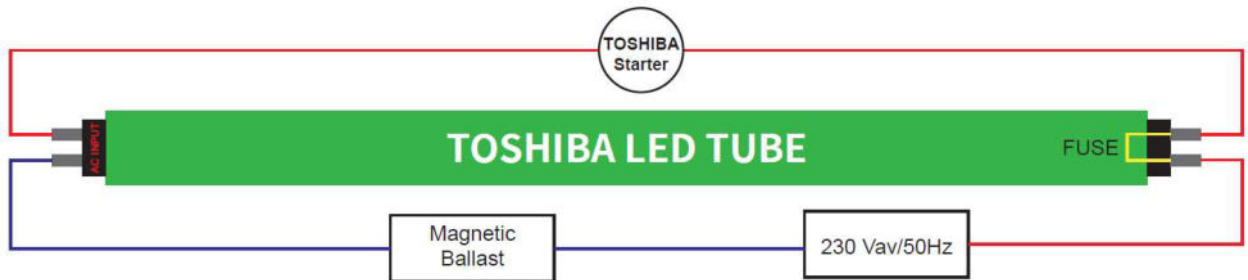 TOSHIBA
Starter
AC INPUT
TOSHIBA LED TUBE
FUSE
Magnetic
Ballast
230 Vav/50Hz